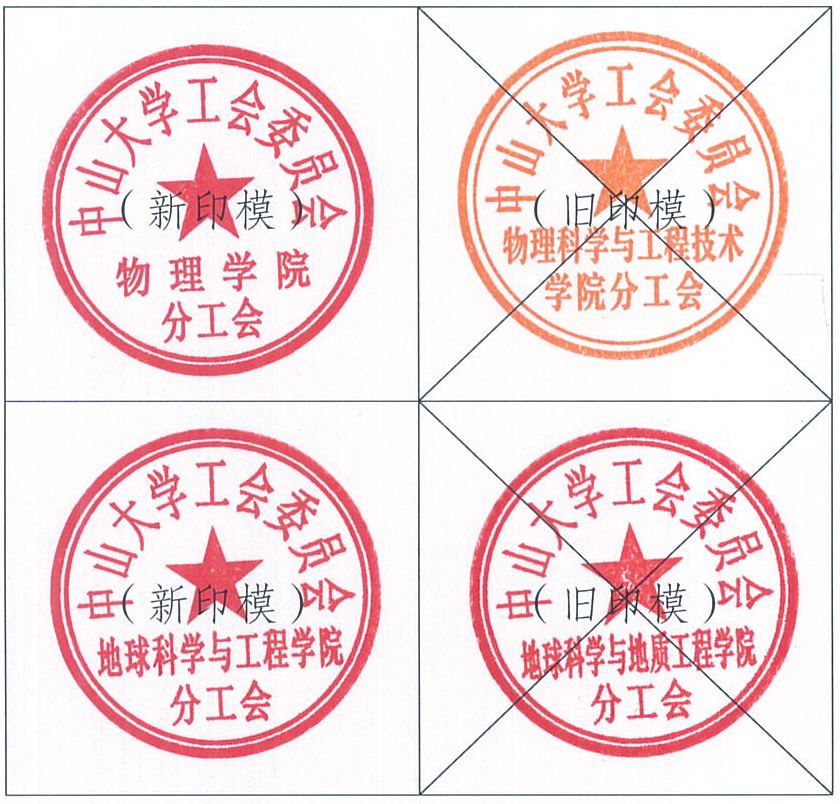 中山大学工会委员会
（新印模）
物理学院
分工会
中山大学工会委员会
（旧印模）
物理科学与工程技术
学院分工会
中山大学工会委员会
（新印模）
地球科学与工程学院
分工会
中山大学工会委员会
（旧印模）
地球科学与地质工程学院
分工会